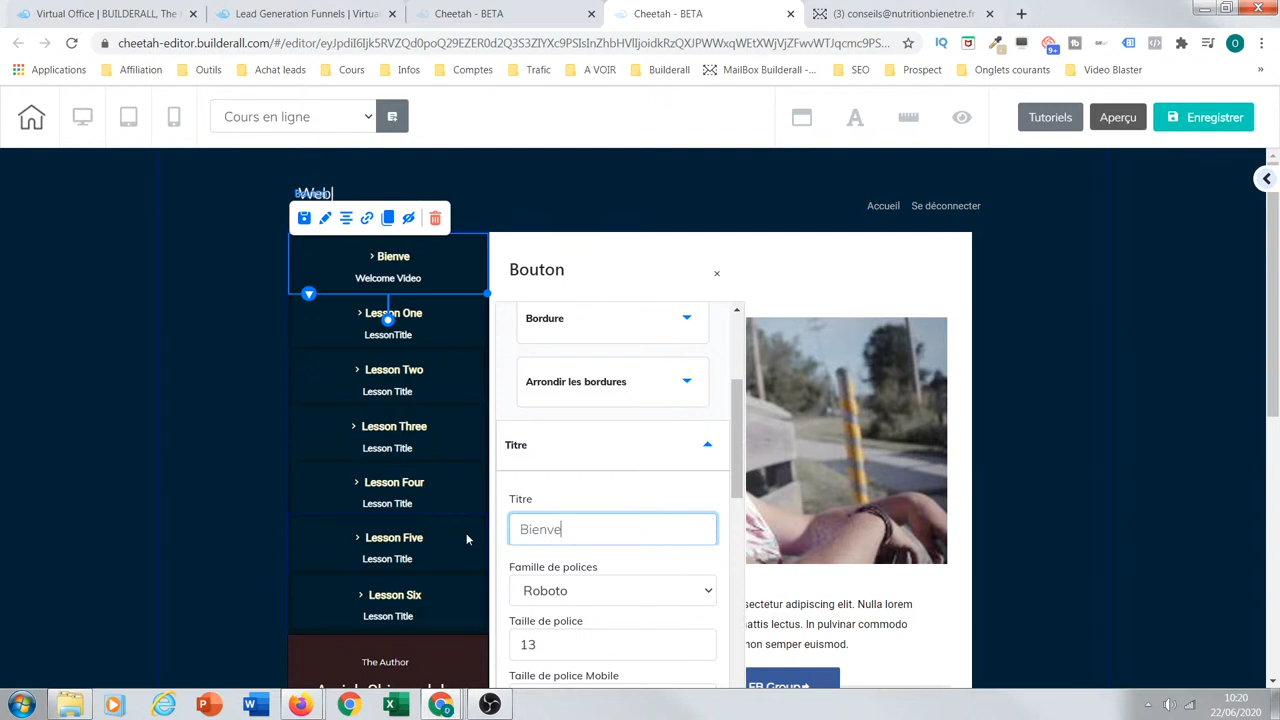 Virtual Office | BUILDERALL, The
Lead Generation Funnels | Virtual
Cheetah - BETA
Cheetah - BETA
(3) conseils@nutritionbienetre.fr
cheetah-editor.builderall.com/#/editor/
Applications
Affiliation
Outils
Achat leads
Cours
Infos
Comptes
Trafic
A VOIR
Builderall
MailBox Builderall -...
SEO
Prospect
Onglets courants
Video Blaster
»
Cours en ligne
Tutoriels
Aperçu
Enregistrer
Web
Accueil
Se déconnecter
> Bienve
Welcome Video
> Lesson One
LessonTitle
> Lesson Two
Lesson Title
> Lesson Three
Lesson Title
> Lesson Four
Lesson Title
> Lesson Five
Lesson Title
> Lesson Six
Lesson Title
The Author
Bouton
×
Bordure
Arrondir les bordures
Titre
Titre
Bienve
Famille de polices
Roboto
Taille de police
13
Taille de police Mobile
sectetur adipiscing elit. Nulla lorem
attis lectus. In pulvinar commodo
non semper euismod.
FB Group
10:20
22/06/2020